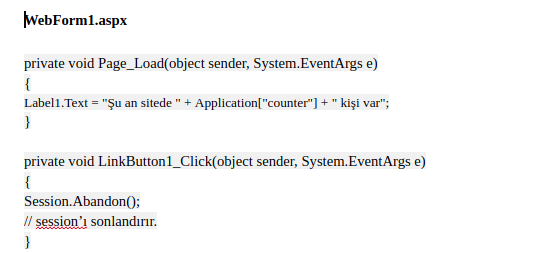 WebForm1.aspx
private void Page_Load(object sender, System.EventArgs e)
{
Label1.Text = "Şu an sitede " + Application["counter"] + " kişi var";
}
private void LinkButton1_Click(object sender, System.EventArgs e)
{
Session.Abandon();
// session’ı sonlandırır.
}